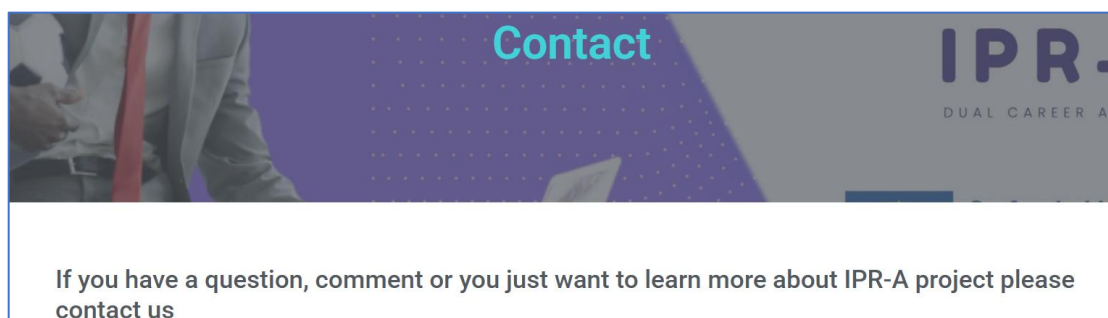 Contact
IPR-
DUAL CAREER A
If you have a question, comment or you just want to learn more about IPR-A project please
contact us